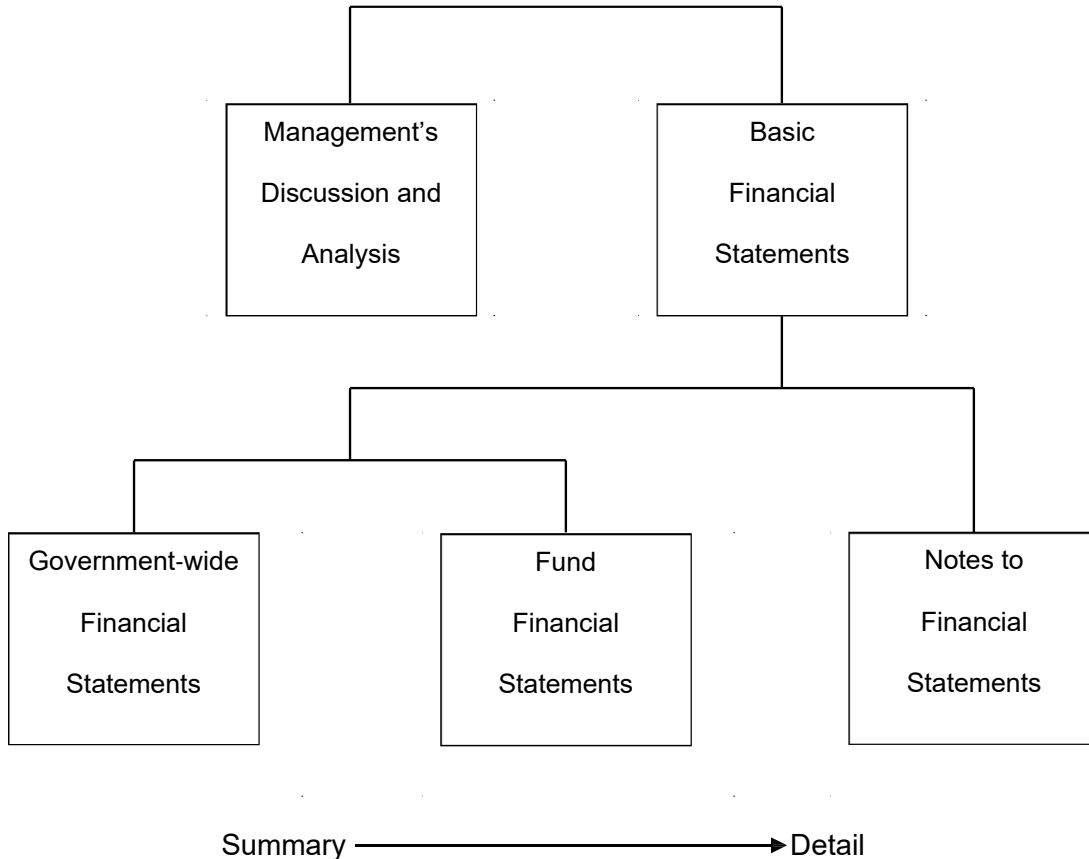 Management’s
Discussion and
Analysis
Basic
Financial
Statements
Government-wide
Financial
Statements
Fund
Financial
Statements
Notes to
Financial
Statements
Summary
Detail